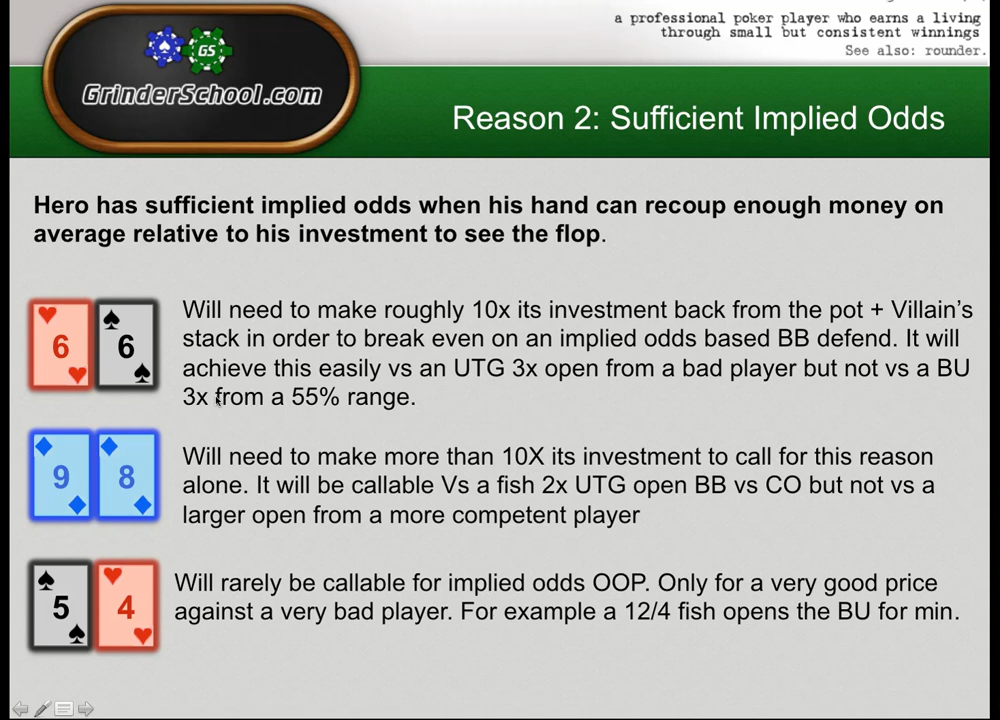 a professional poker player who earns a living
through small but consistent winnings
See also: rounder.
GS
GrinderSchool.com
Reason 2: Sufficient Implied Odds
Hero has sufficient implied odds when his hand can recoup enough money on
average relative to his investment to see the flop.
6 6
Will need to make roughly 10x its investment back from the pot + Villain's
stack in order to break even on an implied odds based BB defend. It will
achieve this easily vs an UTG 3x open from a bad player but not vs a BU
3x from a 55% range.
9 8
Will need to make more than 10X its investment to call for this reason
alone. It will be callable Vs a fish 2x UTG open BB vs CO but not vs a
larger open from a more competent player
5 4
Will rarely be callable for implied odds OOP. Only for a very good price
against a very bad player. For example a 12/4 fish opens the BU for min.